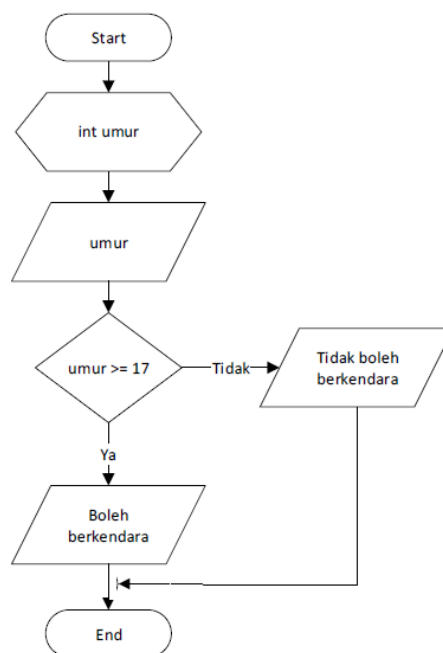 Start
int umur
umur
umur >= 17
Tidak
Tidak boleh
berkendara
Ya
Boleh
berkendara
End